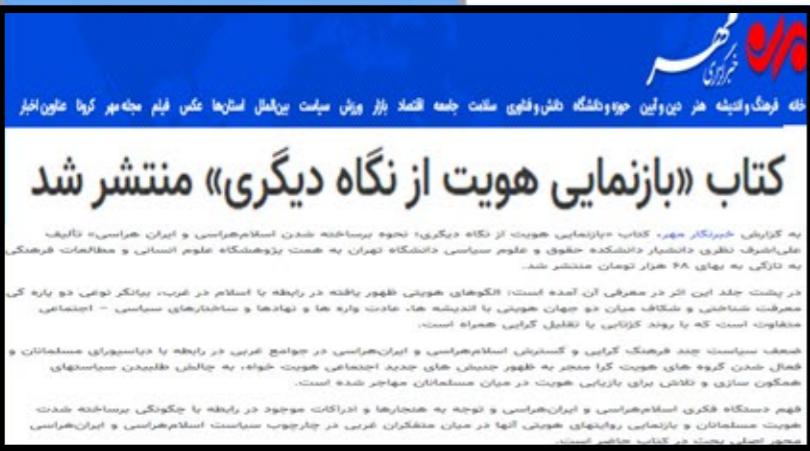 خبرگزاری
مهر
خانه فرهنگ و اندیشه هنر دین و آیین حوزه و دانشگاه دانش و فناوری سلامت جامعه اقتصاد بازار ورزش سیاست بین‌الملل استان‌ها عکس فیلم مجله مهر کرونا عناوین اخبار
کتاب «بازنمایی هویت از نگاه دیگری» منتشر شد
به گزارش خبرنگار مهر، کتاب «بازنمایی هویت از نگاه دیگری؛ نحوه برساخته شدن اسلام‌هراسی و ایران هراسی» تألیف
علی‌اشرف نظری دانشیار دانشکده حقوق و علوم سیاسی دانشگاه تهران به همت پژوهشگاه علوم انسانی و مطالعات فرهنگی
به تازگی به بهای ۶۸ هزار تومان منتشر شد.
در پشت جلد این اثر در معرفی آن آمده است: الگوهای هویتی ظهور یافته در رابطه با اسلام در غرب، بیانگر نوعی دو پاره گی
معرفت شناختی و شکاف میان دو جهان هویتی با اندیشه ها، عادت واره ها و نهادها و ساختارهای سیاسی – اجتماعی
متفاوت است که با روند کژتابی یا تقلیل گرایی همراه است.
ضعف سیاست چند فرهنگ گرایی و گسترش اسلام‌هراسی و ایران‌هراسی در جوامع غربی در رابطه با دیاسپورای مسلمانان و
فعال شدن گروه های هویت گرا منجر به ظهور جنبش های جدید اجتماعی هویت خواه، به چالش طلبیدن سیاستهای
همگون سازی و تلاش برای بازیابی هویت در میان مسلمانان مهاجر شده است.
فهم دستگاه فکری اسلام‌هراسی و ایران‌هراسی و توجه به هنجارها و ادراکات موجود در رابطه با چگونگی برساخته شدت
هویت مسلمانان و بازنمایی روایتهای هویتی آنها در میان متفکران غربی در چارچوب سیاست اسلام‌هراسی و ایران‌هراسی
محور اصلی بحث در کتاب حاضر است.